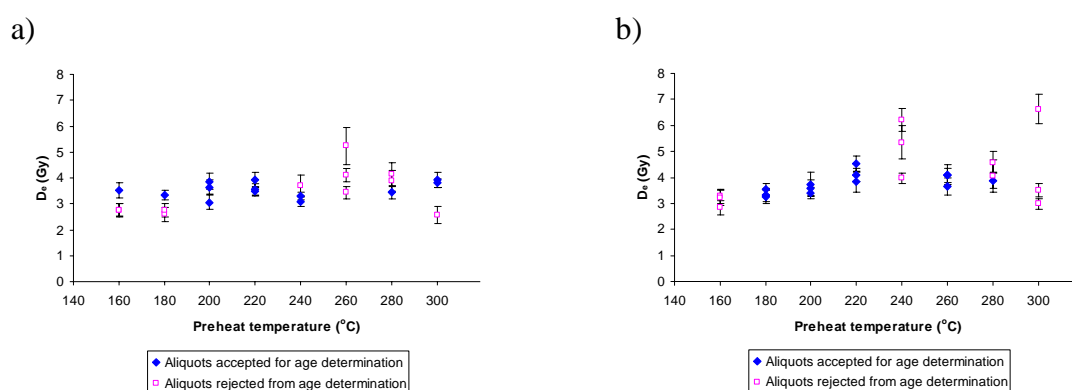 a)
8
7
6
5
4
3
2
1
0
Dₑ (Gy)
140 160 180 200 220 240 260 280 300
Preheat temperature (°C)
Aliquots accepted for age determination
Aliquots rejected from age determination
b)
8
7
6
5
4
3
2
1
0
Dₑ (Gy)
140 160 180 200 220 240 260 280 300
Preheat temperature (°C)
Aliquots accepted for age determination
Aliquots rejected from age determination